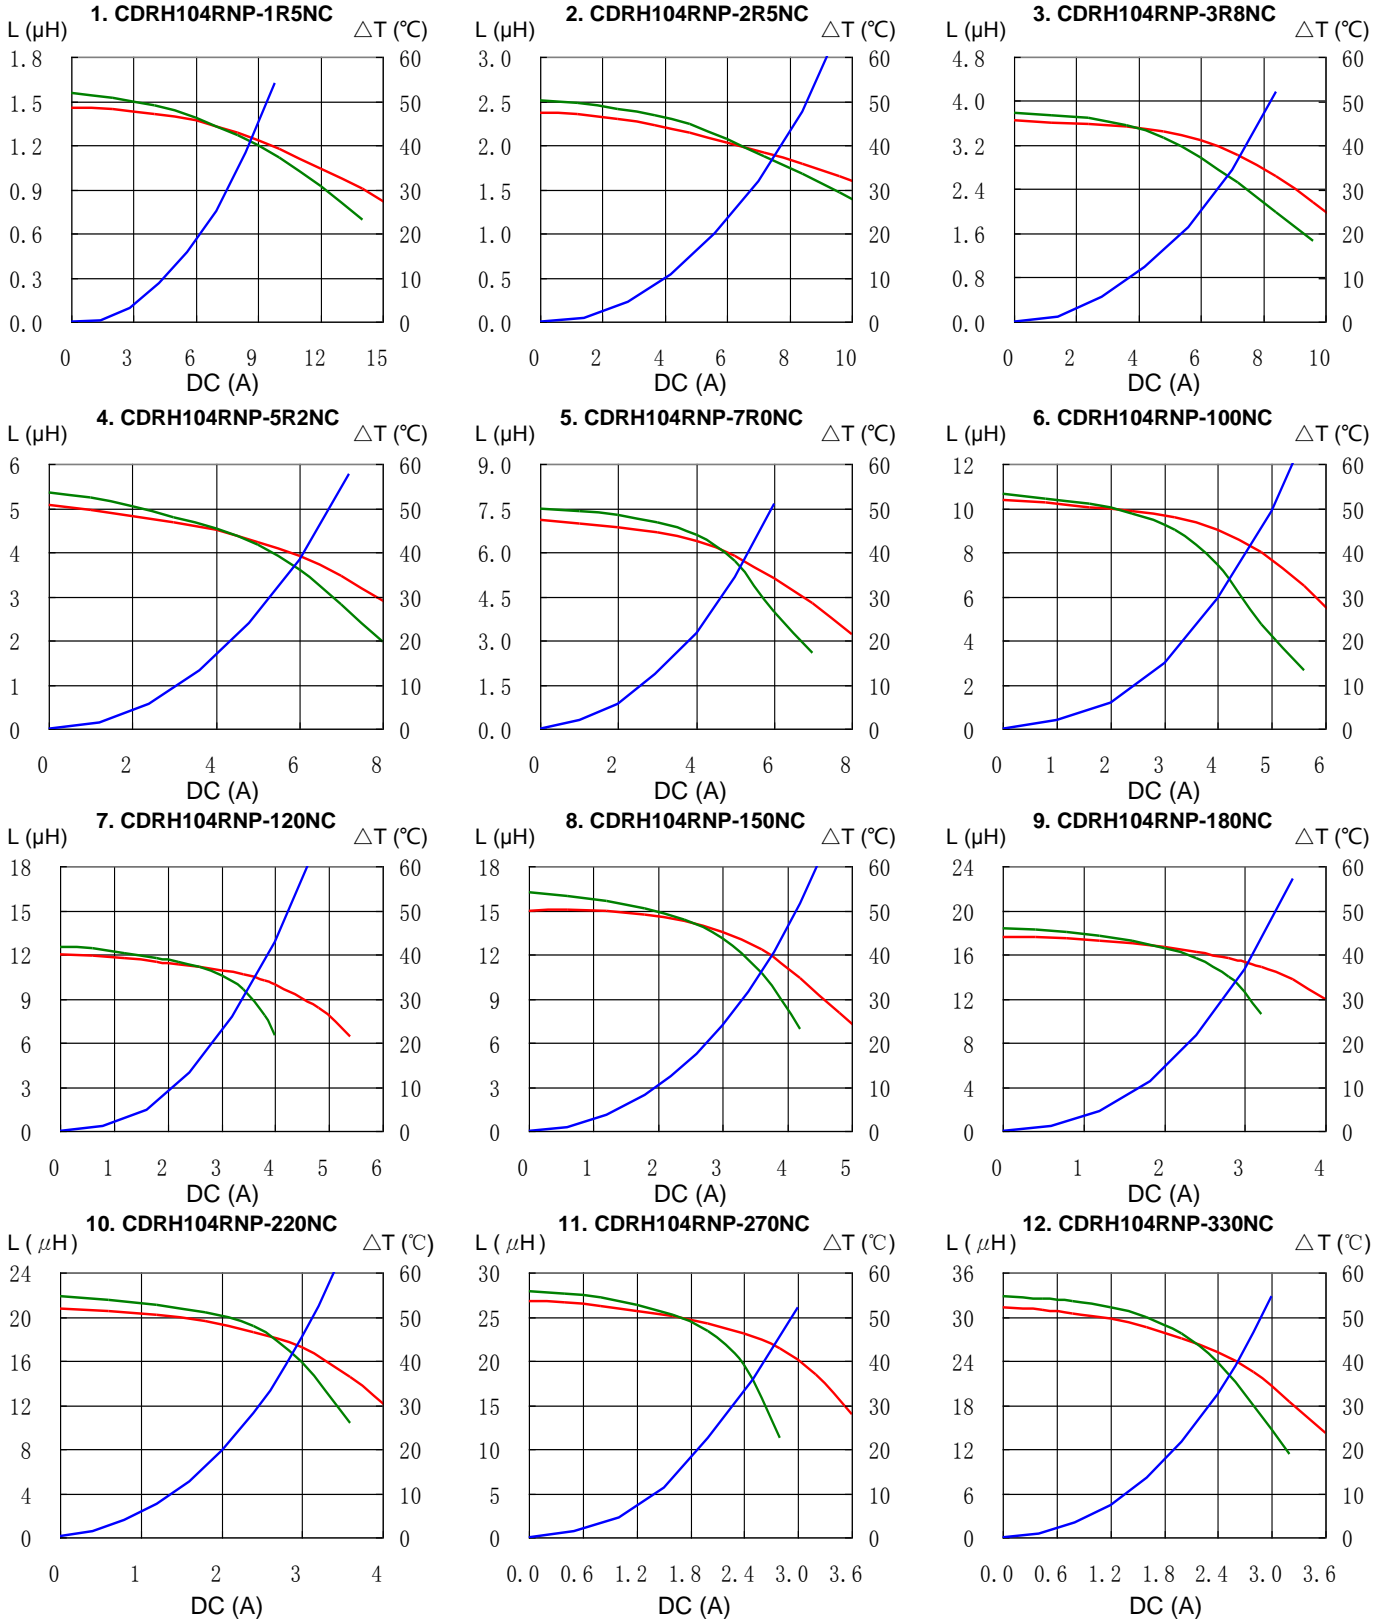 1. CDRH104RNP-1R5NC
L (μH) △T (℃)
1.8 60
1.5 50
1.2 40
0.9 30
0.6 20
0.3 10
0.0 0
0 3 6 9 12 15
DC (A)
2. CDRH104RNP-2R5NC
L (μH) △T (℃)
3.0 60
2.5 50
2.0 40
1.5 30
1.0 20
0.5 10
0.0 0
0 2 4 6 8 10
DC (A)
3. CDRH104RNP-3R8NC
L (μH) △T (℃)
4.8 60
4.0 50
3.2 40
2.4 30
1.6 20
0.8 10
0.0 0
0 2 4 6 8 10
DC (A)
4. CDRH104RNP-5R2NC
L (μH) △T (℃)
6 60
5 50
4 40
3 30
2 20
1 10
0 0
0 2 4 6 8
DC (A)
5. CDRH104RNP-7R0NC
L (μH) △T (℃)
9.0 60
7.5 50
6.0 40
4.5 30
3.0 20
1.5 10
0.0 0
0 2 4 6 8
DC (A)
6. CDRH104RNP-100NC
L (μH) △T (℃)
12 60
10 50
8 40
6 30
4 20
2 10
0 0
0 1 2 3 4 5 6
DC (A)
7. CDRH104RNP-120NC
L (μH) △T (℃)
18 60
15 50
12 40
9 30
6 20
3 10
0 0
0 1 2 3 4 5 6
DC (A)
8. CDRH104RNP-150NC
L (μH) △T (℃)
18 60
15 50
12 40
9 30
6 20
3 10
0 0
0 1 2 3 4 5
DC (A)
9. CDRH104RNP-180NC
L (μH) △T (℃)
24 60
20 50
16 40
12 30
8 20
4 10
0 0
0 1 2 3 4
DC (A)
10. CDRH104RNP-220NC
L ( μH) △T (℃)
24 60
20 50
16 40
12 30
8 20
4 10
0 0
0 1 2 3 4
DC (A)
11. CDRH104RNP-270NC
L ( μH) △T (℃)
30 60
25 50
20 40
15 30
10 20
5 10
0 0
0.0 0.6 1.2 1.8 2.4 3.0 3.6
DC (A)
12. CDRH104RNP-330NC
L ( μH) △T (℃)
36 60
30 50
24 40
18 30
12 20
6 10
0 0
0.0 0.6 1.2 1.8 2.4 3.0 3.6
DC (A)